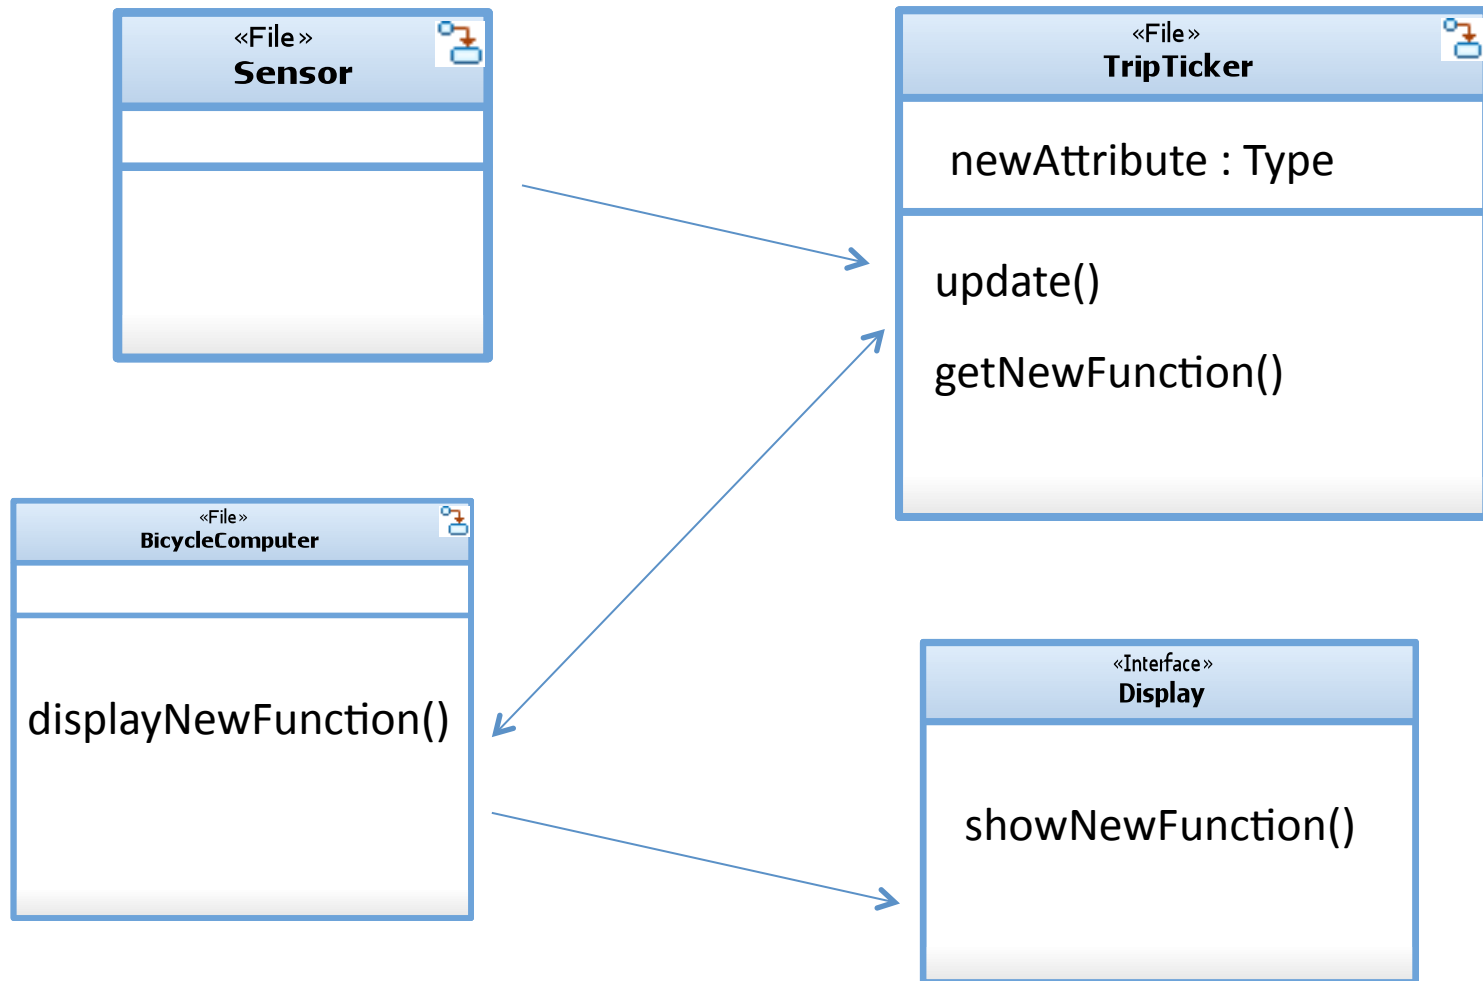 «File»
Sensor
«File»
TripTicker
newAttribute : Type
update()
getNewFunction()
«File»
BicycleComputer
displayNewFunction()
«Interface»
Display
showNewFunction()